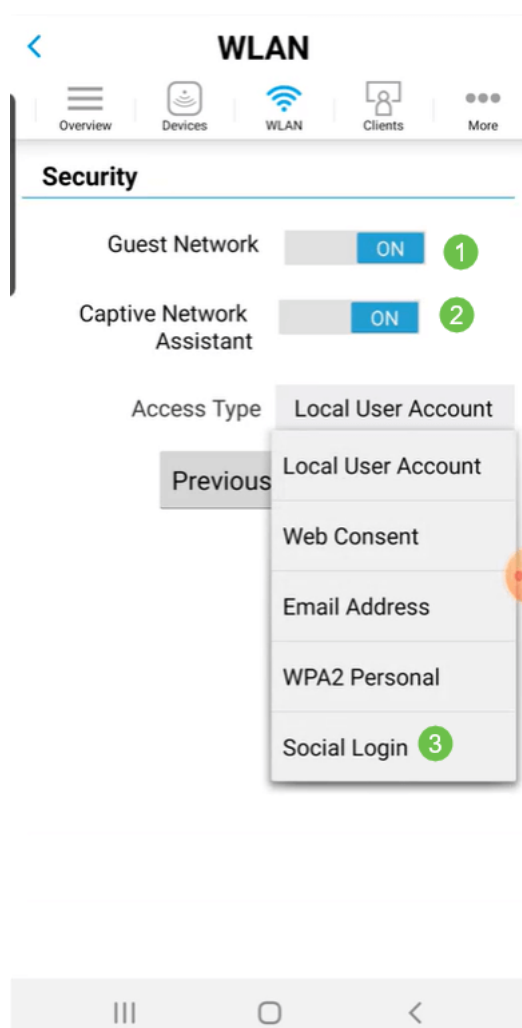 WLAN
Overview Devices WLAN Clients More
Security
Guest Network ON 1
Captive Network
Assistant ON 2
Access Type Local User Account
Previous
Local User Account
Web Consent
Email Address
WPA2 Personal
Social Login 3